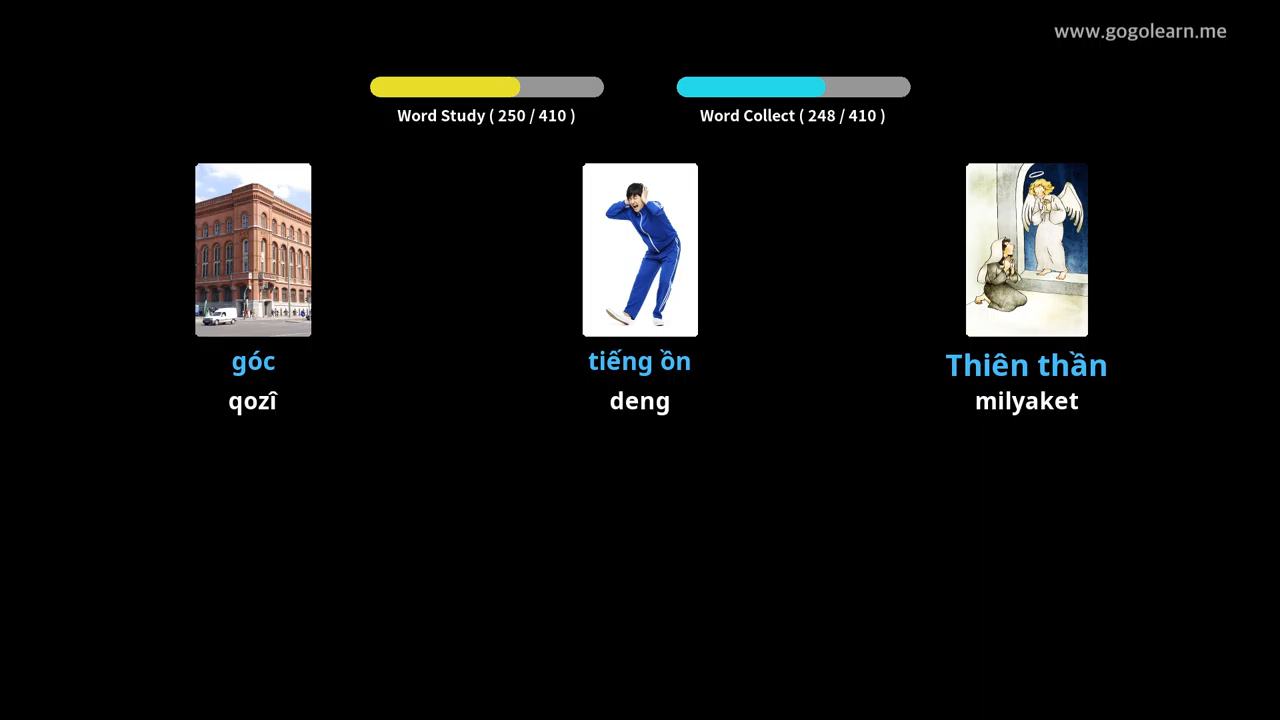 www.gogolearn.me
Word Study ( 250 / 410 )
Word Collect ( 248 / 410 )
góc
tiếng ồn
Thiên thần
qozî
deng
milyaket